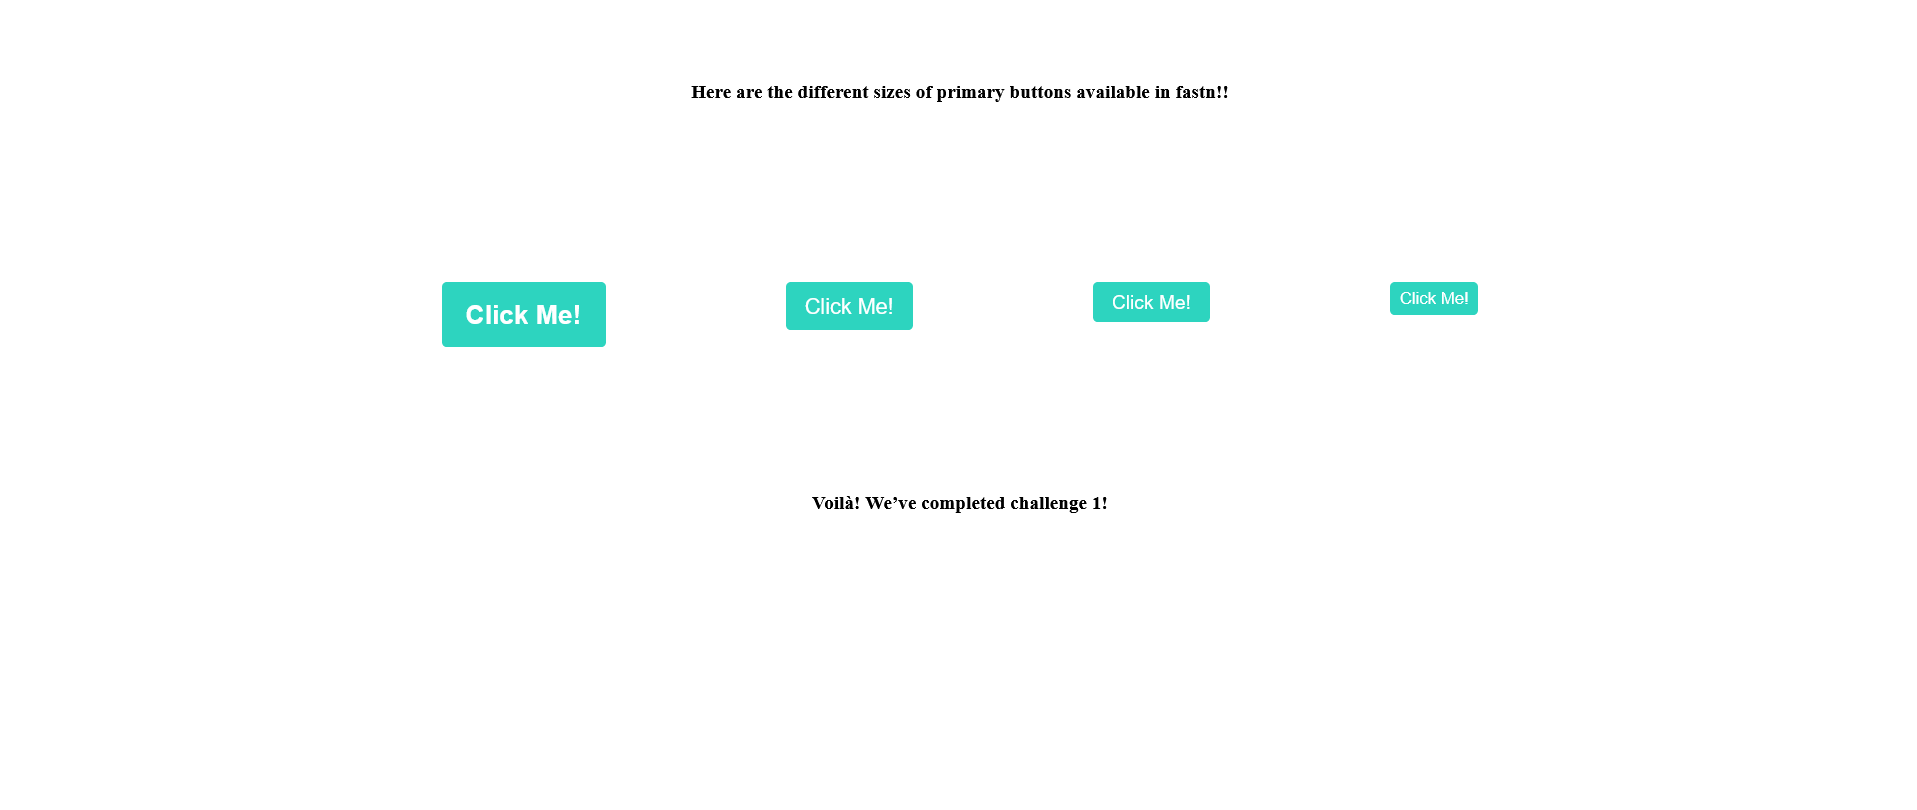 Here are the different sizes of primary buttons available in fastn!!
Click Me! Click Me! Click Me! Click Me!
Voilà! We’ve completed challenge 1!